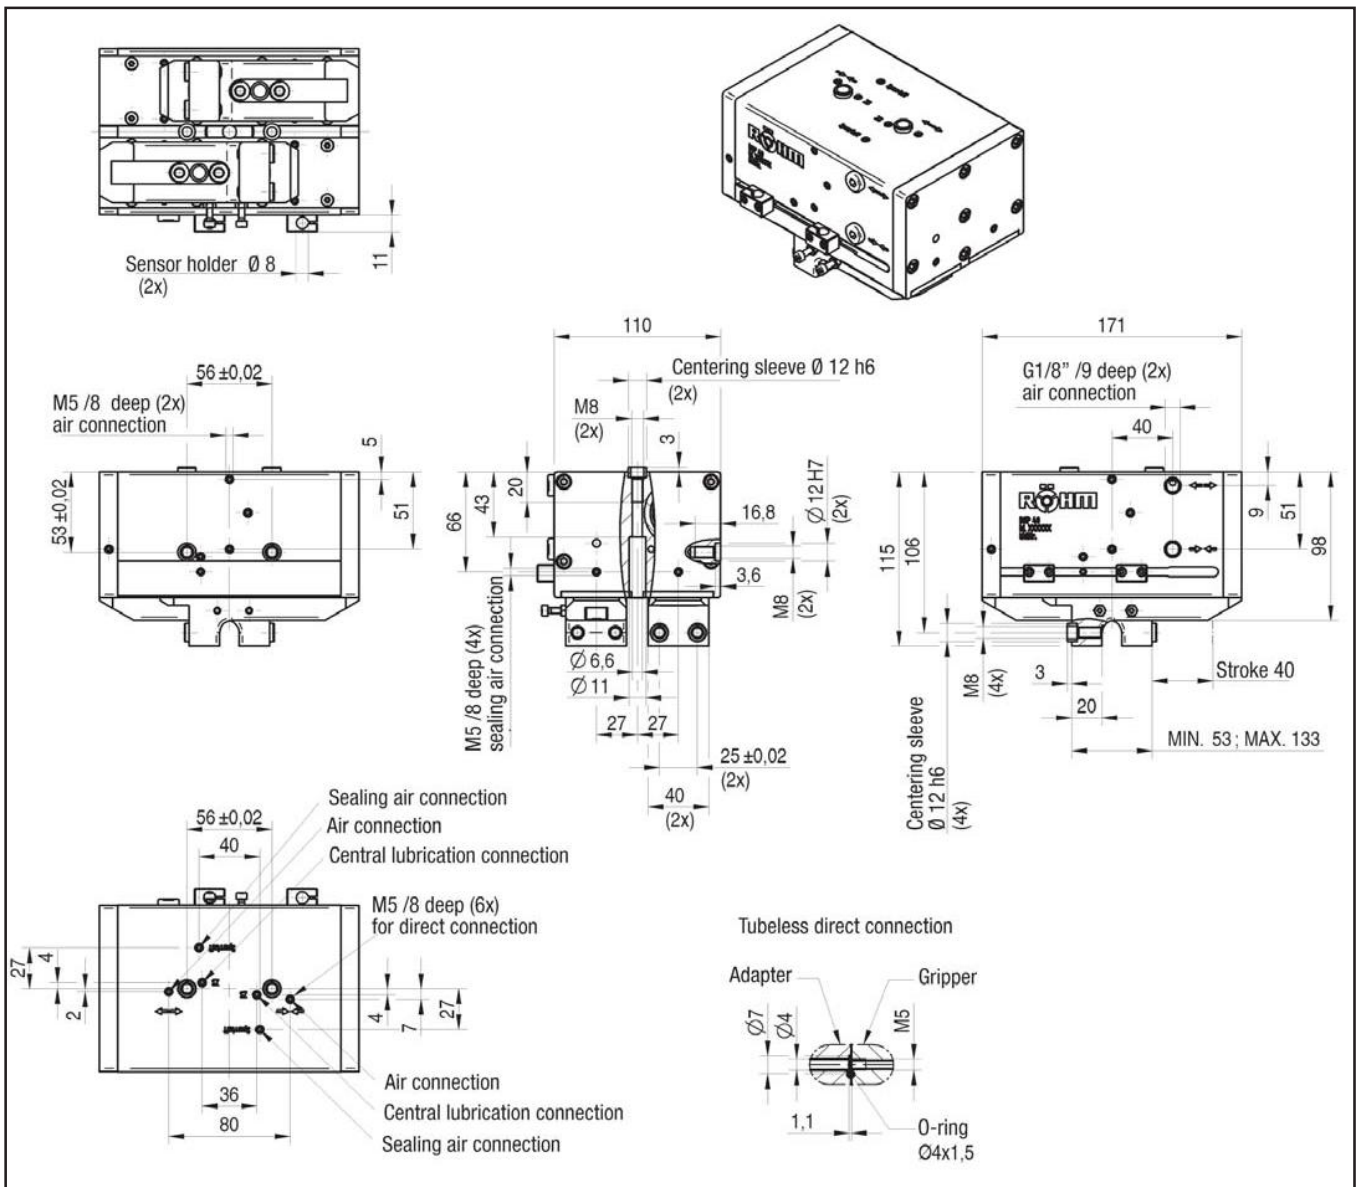 Sensor holder Ø 8
(2x)
11
RÖHM
56 ±0,02
M5 /8 deep (2x)
air connection
5
53 ±0,02
51
110
Centering sleeve Ø 12 h6
(2x)
M8
(2x)
3
20
43
66
16,8
Ø 12 H7
(2x)
3,6
M8
(2x)
M5 /8 deep (4x)
sealing air connection
Ø 6,6
Ø 11
27
27
25 ±0,02
(2x)
40
(2x)
171
G1/8” /9 deep (2x)
air connection
40
RÖHM
9
51
98
115
106
3
M8
(4x)
20
Stroke 40
MIN. 53 ; MAX. 133
Centering sleeve
Ø 12 h6
(4x)
Sealing air connection
56 ±0,02
Air connection
40
Central lubrication connection
M5 /8 deep (6x)
for direct connection
27
4
2
4
7
27
36
80
Air connection
Central lubrication connection
Sealing air connection
Tubeless direct connection
Adapter
Gripper
Ø7
Ø4
M5
1,1
O-ring
Ø4x1,5